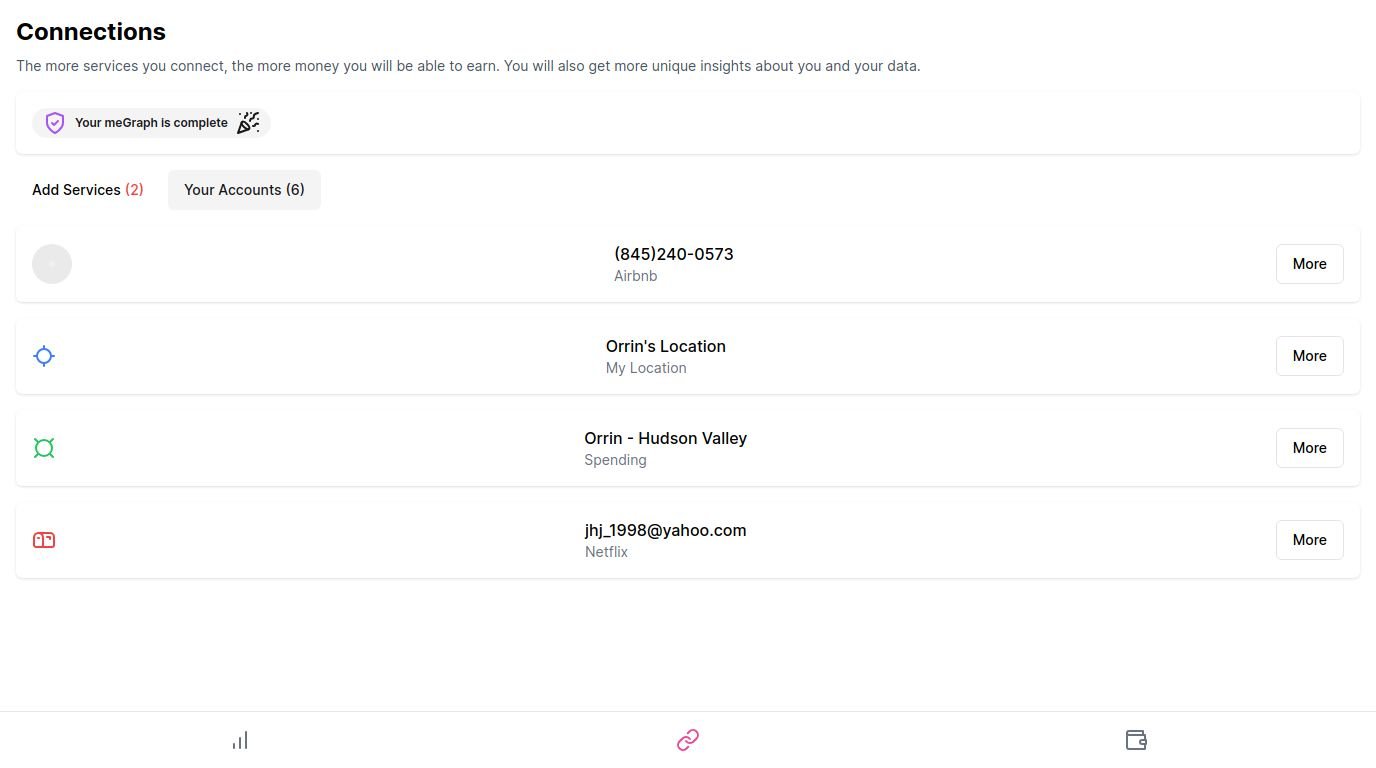 Connections
The more services you connect, the more money you will be able to earn. You will also get more unique insights about you and your data.
Your meGraph is complete
Add Services (2)
Your Accounts (6)
(845)240-0573
Airbnb
More
Orrin's Location
My Location
More
Orrin - Hudson Valley
Spending
More
jhj_1998@yahoo.com
Netflix
More